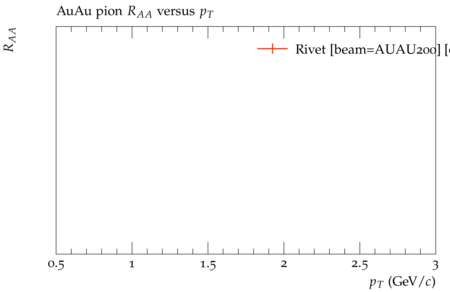 AuAu pion R_AA versus p_T
R_AA
Rivet [beam=AUAU200] [
0.5 1 1.5 2 2.5 3
p_T (GeV/c)